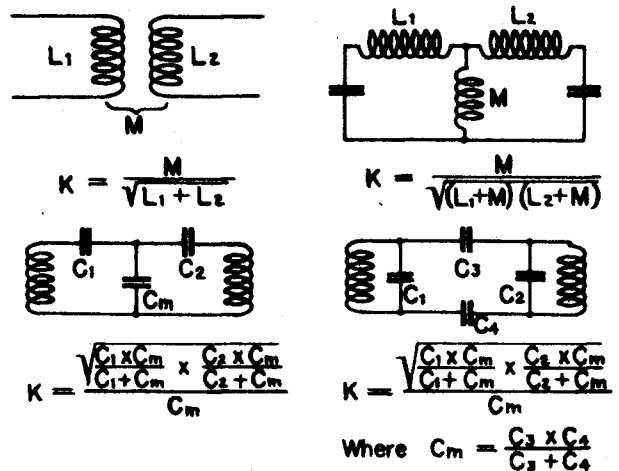 L₁ L₂
M
K = M / √(L₁ + L₂)
L₁ L₂
M
K = M / √((L₁+M) (L₂+M))
C₁ C₂
Cm
K = √(C₁ x Cm / C₁ + Cm x C₂ x Cm / C₂ + Cm) / Cm
C₃
C₁ C₂
C₄
K = √(C₁ x Cm / C₁ + Cm x C₂ x Cm / C₂ + Cm) / Cm
Where Cm = C₃ x C₄ / C₃ + C₄